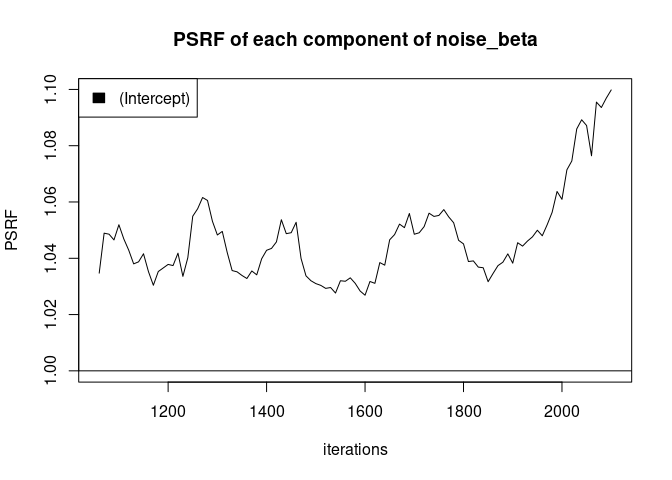 PSRF of each component of noise_beta
(Intercept)
PSRF
1.10
1.08
1.06
1.04
1.02
1.00
1200 1400 1600 1800 2000
iterations